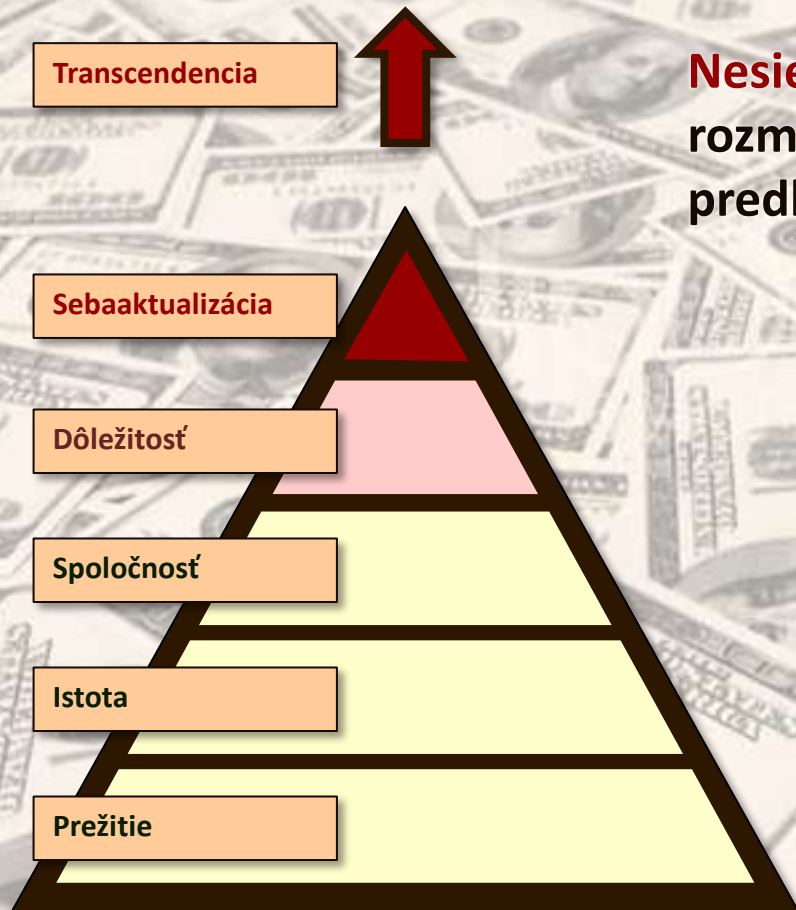 Transcendencia
Sebaaktualizácia
Dôležitosť
Spoločnosť
Istota
Prežitie